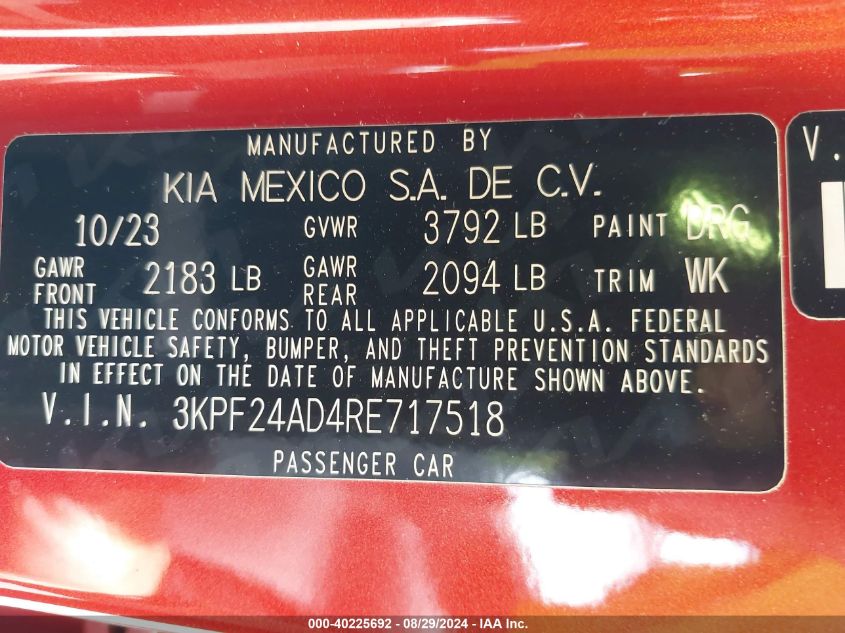 MANUFACTURED BY
KIA MEXICO S.A. DE C.V.
10/23 GVWR 3792 LB PAINT DRG
GAWR FRONT 2183 LB GAWR REAR 2094 LB TRIM WK
THIS VEHICLE CONFORMS TO ALL APPLICABLE U.S.A. FEDERAL
MOTOR VEHICLE SAFETY, BUMPER, AND THEFT PREVENTION STANDARDS
IN EFFECT ON THE DATE OF MANUFACTURE SHOWN ABOVE.
V.I.N. 3KPF24AD4RE717518
PASSENGER CAR
V.
000-40225692 - 08/29/2024 - IAA Inc.